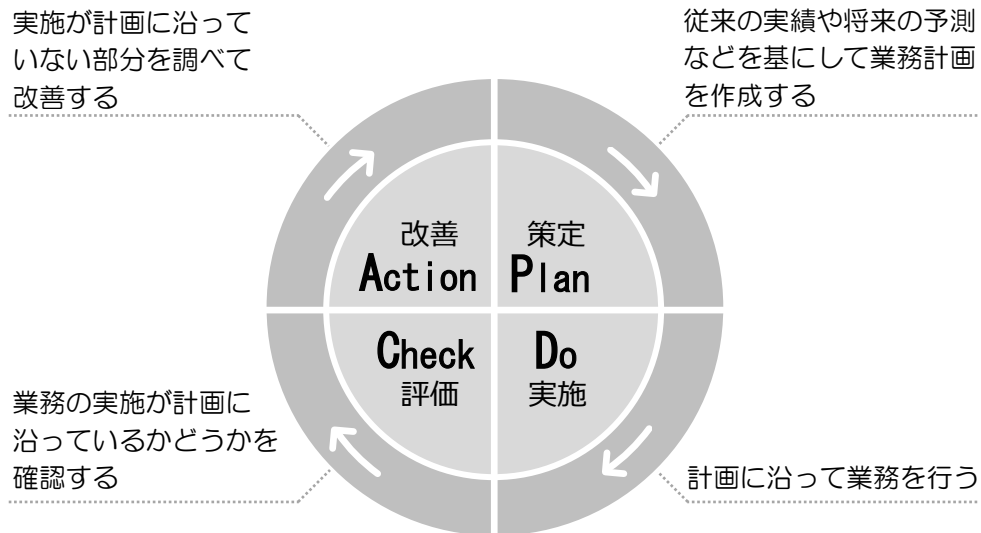 実施が計画に沿って
いない部分を調べて
改善する
従来の実績や将来の予測
などを基にして業務計画
を作成する
改善
Action
策定
Plan
Check
評価
Do
実施
業務の実施が計画に
沿っているかどうかを
確認する
計画に沿って業務を行う